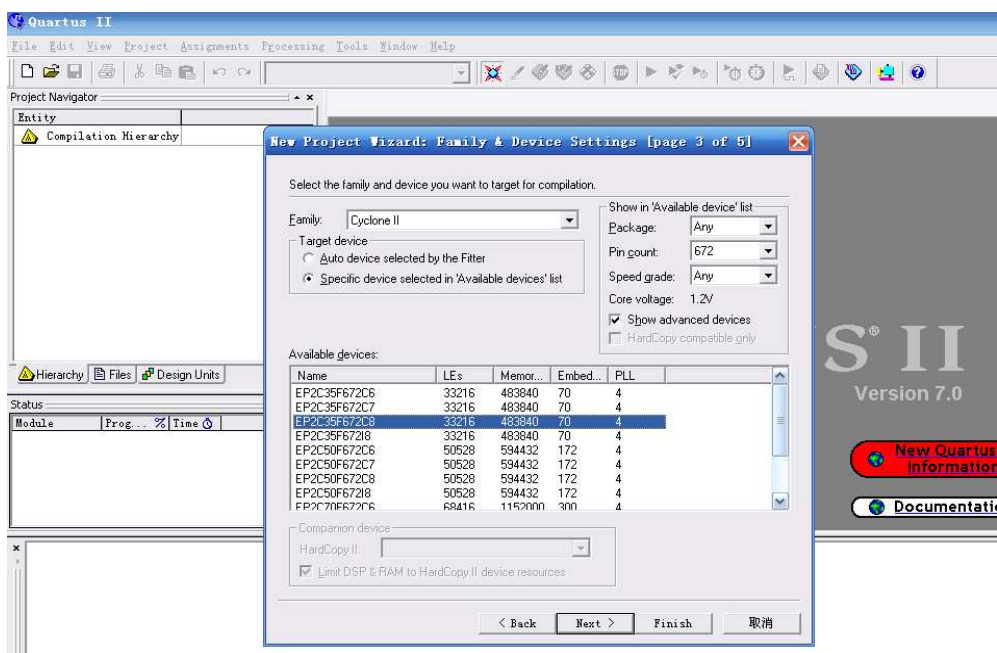 Quartus II
File Edit View Project Assignments Processing Tools Window Help
Project Navigator
Entity
Compilation Hierarchy
Hierarchy Files Design Units
Status
Module Prog... % Time
New Project Wizard: Family & Device Settings [page 3 of 5]
Select the family and device you want to target for compilation.
Family: Cyclone II
Target device
Auto device selected by the Fitter
Specific device selected in 'Available devices' list
Show in 'Available device' list
Package: Any
Pin count: 672
Speed grade: Any
Core voltage: 1.2V
Show advanced devices
HardCopy compatible only
Available devices:
Name LEs Memor... Embed... PLL
EP2C35F672C6 33216 483840 70 4
EP2C35F672C7 33216 483840 70 4
EP2C35F672C8 33216 483840 70 4
EP2C35F672I8 33216 483840 70 4
EP2C50F672C6 50528 594432 172 4
EP2C50F672C7 50528 594432 172 4
EP2C50F672C8 50528 594432 172 4
EP2C50F672I8 50528 594432 172 4
EP2C70F672C6 68416 1152000 300 4
Companion device
HardCopy II:
Limit DSP & RAM to HardCopy II device resources
< Back Next > Finish 取消
S® II
Version 7.0
New Quartus
Information
Documentati